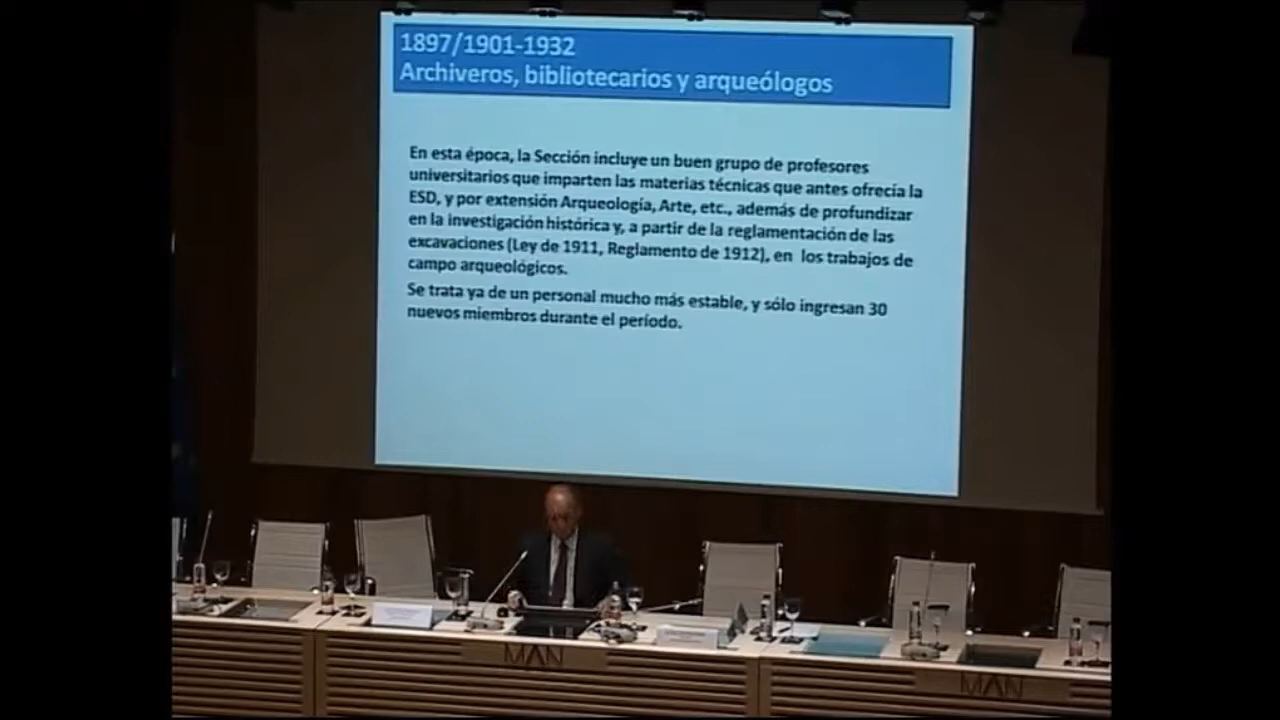 1897/1901-1932
Archiveros, bibliotecarios y arqueólogos
En esta época, la Sección incluye un buen grupo de profesores
universitarios que imparten las materias técnicas que antes ofrecía la
ESD, y por extensión Arqueología, Arte, etc., además de profundizar
en la investigación histórica y, a partir de la reglamentación de las
excavaciones (Ley de 1911, Reglamento de 1912), en los trabajos de
campo arqueológicos.
Se trata ya de un personal mucho más estable, y sólo ingresan 30
nuevos miembros durante el período.
MAN
MAN